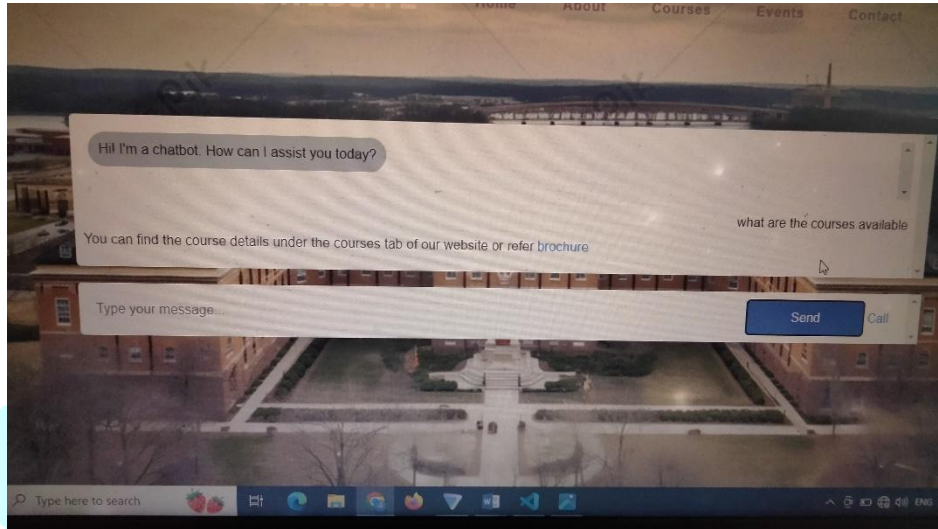 WEBSITE
Home About Courses Events Contact
Hi! I'm a chatbot. How can I assist you today?
what are the courses available
You can find the course details under the courses tab of our website or refer brochure
Type your message...
Send
Call
Type here to search
ENG